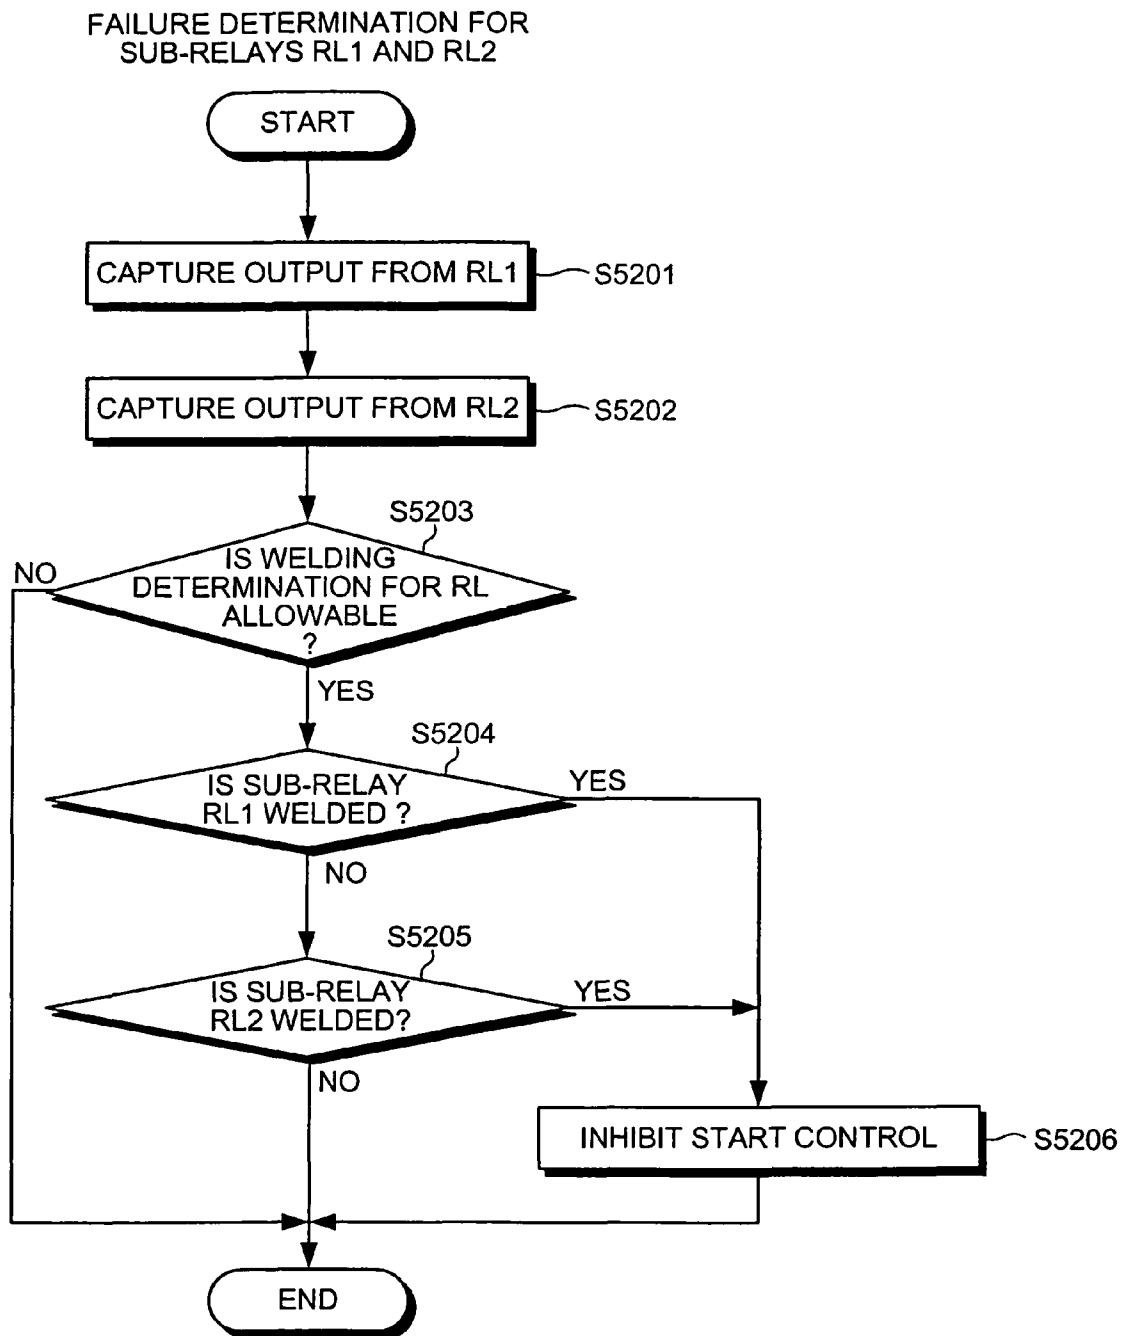 FAILURE DETERMINATION FOR
SUB-RELAYS RL1 AND RL2
START
CAPTURE OUTPUT FROM RL1
S5201
CAPTURE OUTPUT FROM RL2
S5202
S5203
IS WELDING
DETERMINATION FOR RL
ALLOWABLE
?
NO
YES
S5204
IS SUB-RELAY
RL1 WELDED ?
YES
NO
S5205
IS SUB-RELAY
RL2 WELDED?
YES
NO
INHIBIT START CONTROL
S5206
END